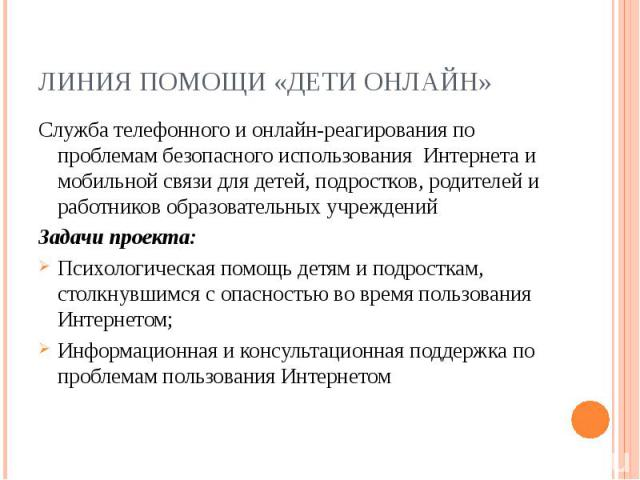 ЛИНИЯ ПОМОЩИ «ДЕТИ ОНЛАЙН»
Служба телефонного и онлайн-реагирования по
проблемам безопасного использования Интернета и
мобильной связи для детей, подростков, родителей и
работников образовательных учреждений
Задачи проекта:
Психологическая помощь детям и подросткам,
столкнувшимся с опасностью во время пользования
Интернетом;
Информационная и консультационная поддержка по
проблемам пользования Интернетом